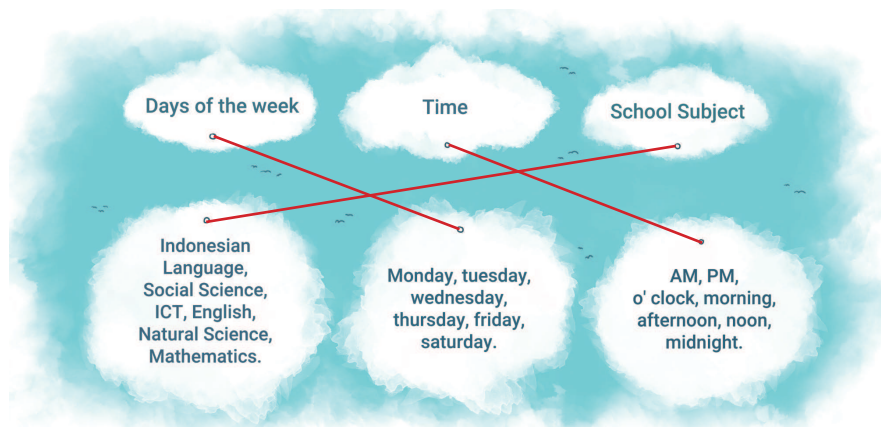 Days of the week
Time
School Subject
Indonesian
Language,
Social Science,
ICT, English,
Natural Science,
Mathematics.
Monday, tuesday,
wednesday,
thursday, friday,
saturday.
AM, PM,
o' clock, morning,
afternoon, noon,
midnight.